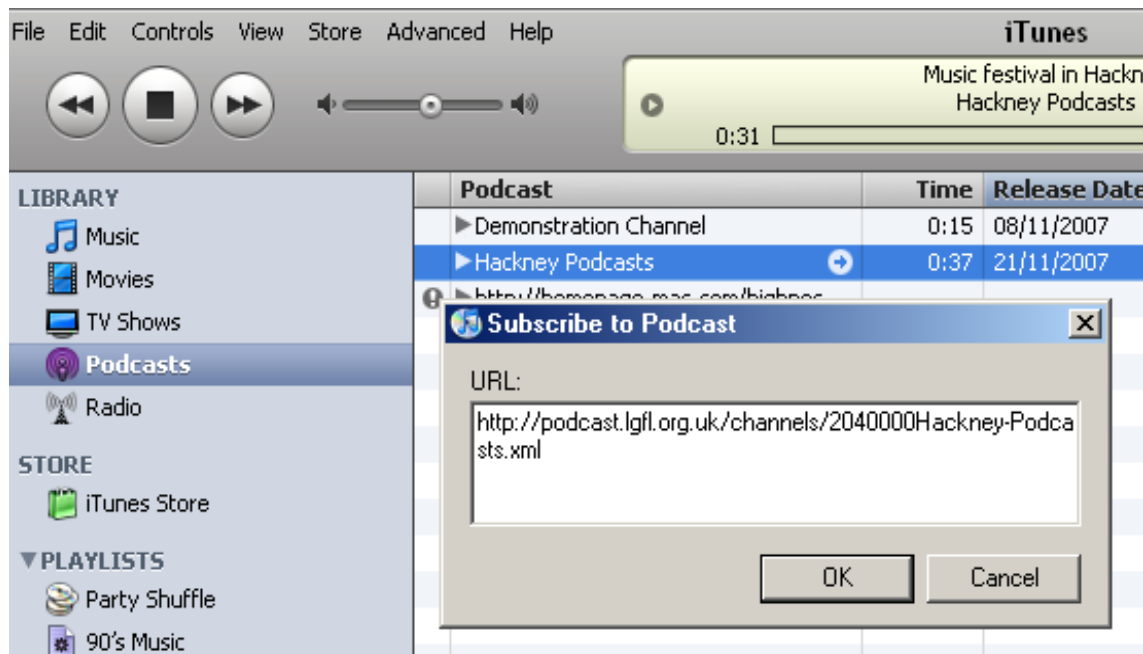 File Edit Controls View Store Advanced Help
iTunes
Music festival in Hackn
Hackney Podcasts
0:31
LIBRARY
Music
Movies
TV Shows
Podcasts
Radio
STORE
iTunes Store
PLAYLISTS
Party Shuffle
90's Music
Podcast Time Release Date
Demonstration Channel 0:15 08/11/2007
Hackney Podcasts 0:37 21/11/2007
Subscribe to Podcast
URL:
http://podcast.lgfl.org.uk/channels/2040000Hackney-Podca
sts.xml
OK Cancel